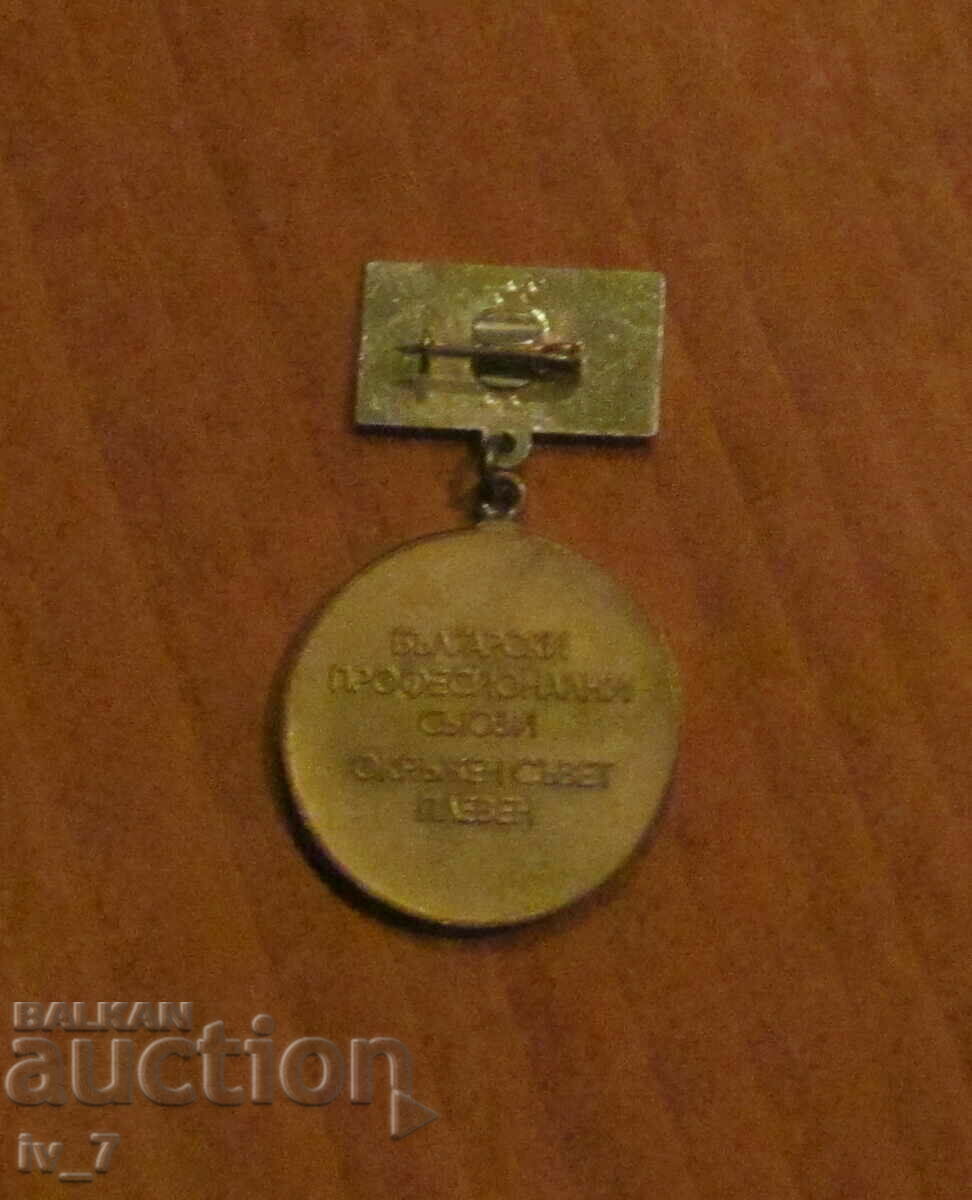 БЪЛГАРСКИ
ПРОФЕСИОНАЛНИ
СЪЮЗИ
ОКРЪЖЕН СЪВЕТ
ПЛЕВЕН
BALKAN
auction
iv_7